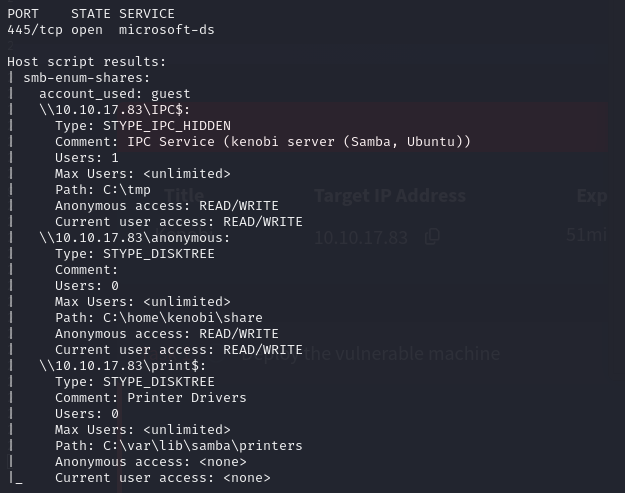 PORT    STATE SERVICE
445/tcp open  microsoft-ds
Host script results:
| smb-enum-shares:
|   account_used: guest
|   \\10.10.17.83\IPC$:
|     Type: STYPE_IPC_HIDDEN
|     Comment: IPC Service (kenobi server (Samba, Ubuntu))
|     Users: 1
|     Max Users: <unlimited>
|     Path: C:\tmp
|     Anonymous access: READ/WRITE
|     Current user access: READ/WRITE
|   \\10.10.17.83\anonymous:
|     Type: STYPE_DISKTREE
|     Comment:
|     Users: 0
|     Max Users: <unlimited>
|     Path: C:\home\kenobi\share
|     Anonymous access: READ/WRITE
|     Current user access: READ/WRITE
|   \\10.10.17.83\print$:
|     Type: STYPE_DISKTREE
|     Comment: Printer Drivers
|     Users: 0
|     Max Users: <unlimited>
|     Path: C:\var\lib\samba\printers
|     Anonymous access: <none>
|_    Current user access: <none>
Title Target IP Address Exp
10.10.17.83 51mi
the vulnerable machine